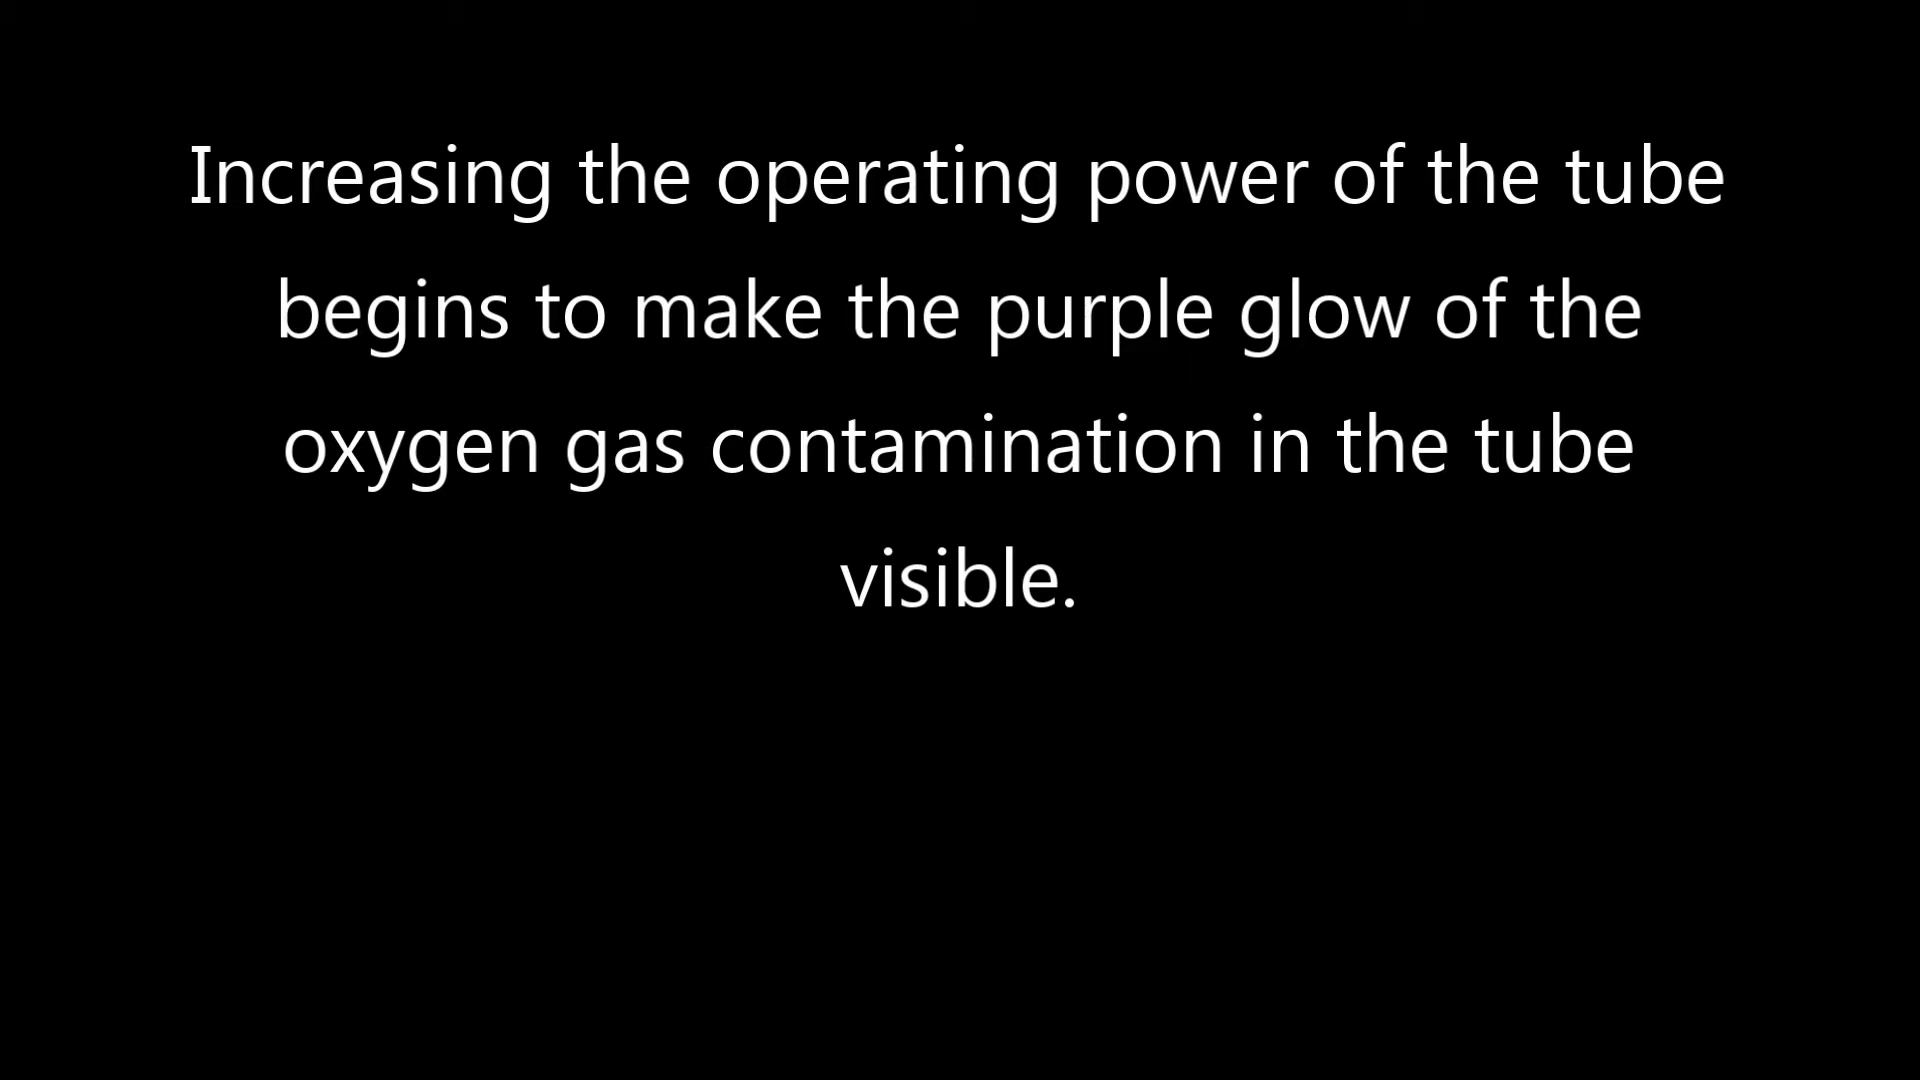 Increasing the operating power of the tube
begins to make the purple glow of the
oxygen gas contamination in the tube
visible.